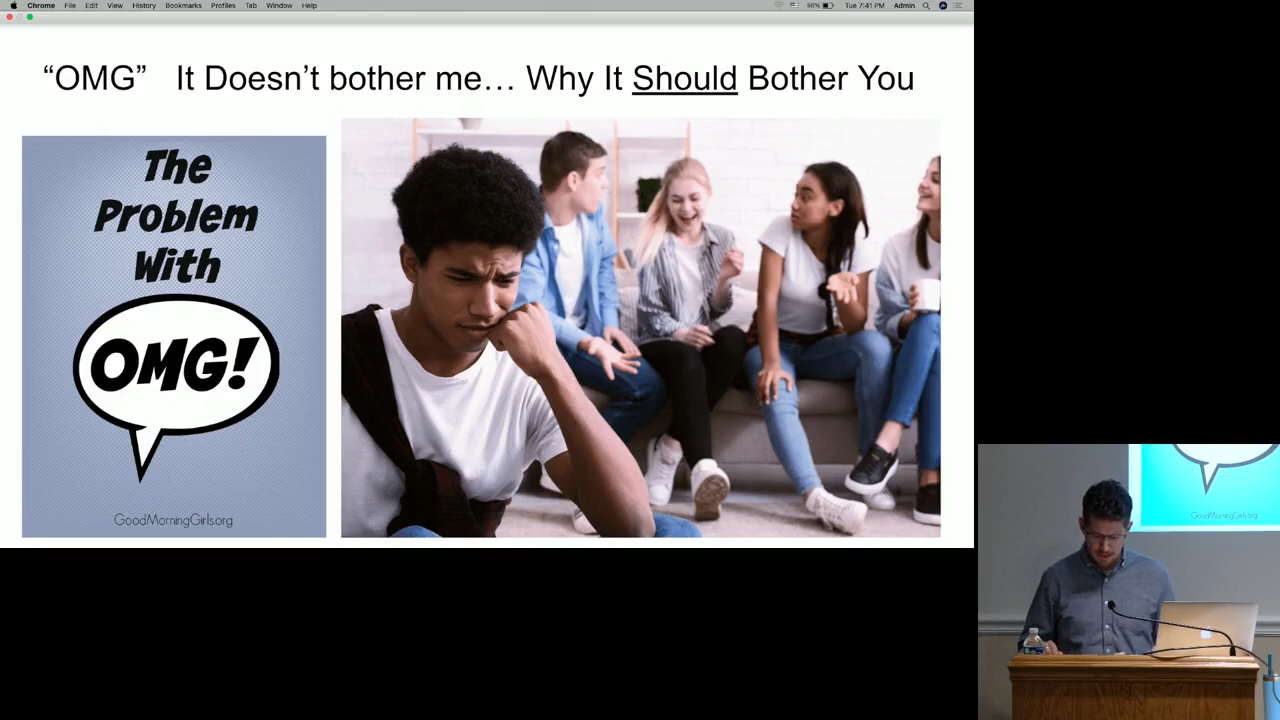 Chrome File Edit View History Bookmarks Profiles Tab Window Help 56% Tue 7:41 PM Admin
“OMG” It Doesn’t bother me… Why It Should Bother You
The
Problem
With
OMG!
GoodMorningGirls.org
GoodMorningGirls.org